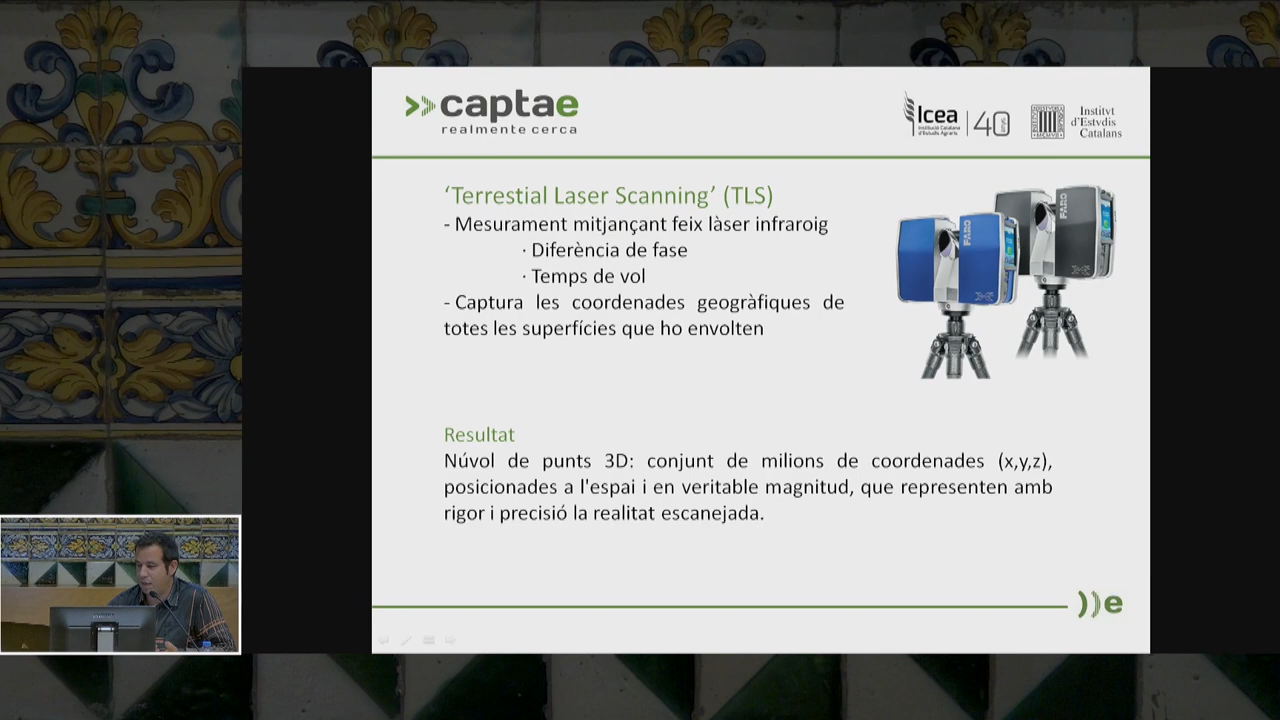 captae
realmente cerca
Icea
Institució Catalana
d'Estudis Agraris
40
anys
Institvt
d'Estvdis
Catalans
‘Terrestial Laser Scanning’ (TLS)
- Mesurament mitjançant feix làser infraroig
· Diferència de fase
· Temps de vol
- Captura les coordenades geogràfiques de
totes les superfícies que ho envolten
FARO
FARO
Resultat
Núvol de punts 3D: conjunt de milions de coordenades (x,y,z),
posicionades a l'espai i en veritable magnitud, que representen amb
rigor i precisió la realitat escanejada.
e